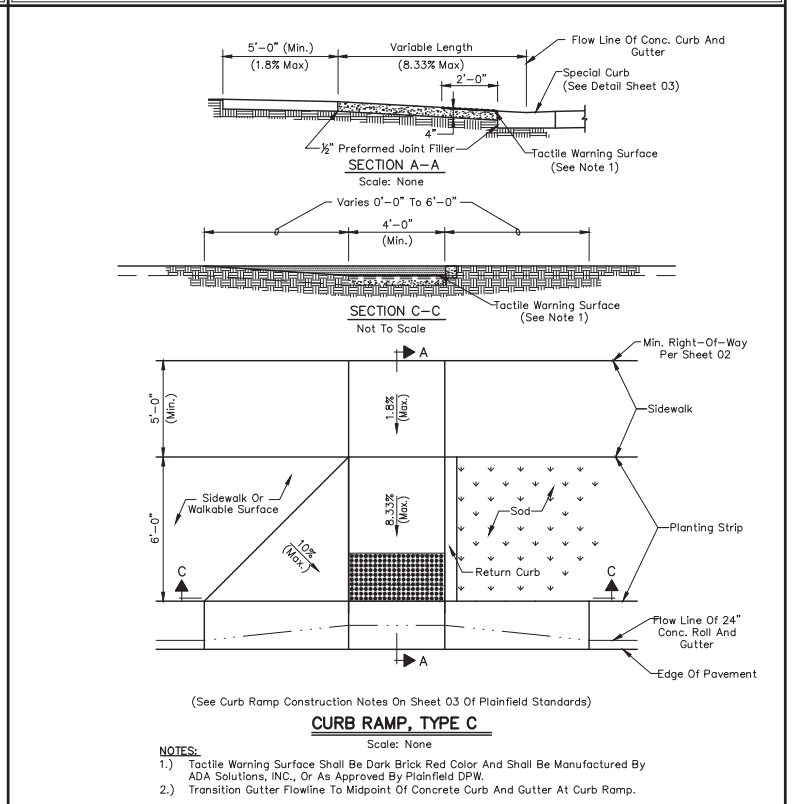 5'-0" (Min.)
(1.8% Max)
Variable Length
(8.33% Max)
2'-0"
Flow Line Of Conc. Curb And
Gutter
Special Curb
(See Detail Sheet 03)
4"
½" Preformed Joint Filler
Tactile Warning Surface
(See Note 1)
SECTION A-A
Scale: None
Varies 0'-0" To 6'-0"
4'-0"
(Min.)
Tactile Warning Surface
(See Note 1)
SECTION C-C
Not To Scale
A
Min. Right-Of-Way
Per Sheet 02
5'-0"
(Min.)
1.8%
(Max.)
Sidewalk
Sidewalk Or
Walkable Surface
6'-0"
8.33%
(Max.)
Sod
Planting Strip
10%
(Max.)
Return Curb
C
C
Flow Line Of 24"
Conc. Roll And
Gutter
A
Edge Of Pavement
(See Curb Ramp Construction Notes On Sheet 03 Of Plainfield Standards)
CURB RAMP, TYPE C
Scale: None
NOTES:
1.) Tactile Warning Surface Shall Be Dark Brick Red Color And Shall Be Manufactured By
ADA Solutions, INC., Or As Approved By Plainfield DPW.
2.) Transition Gutter Flowline To Midpoint Of Concrete Curb And Gutter At Curb Ramp.